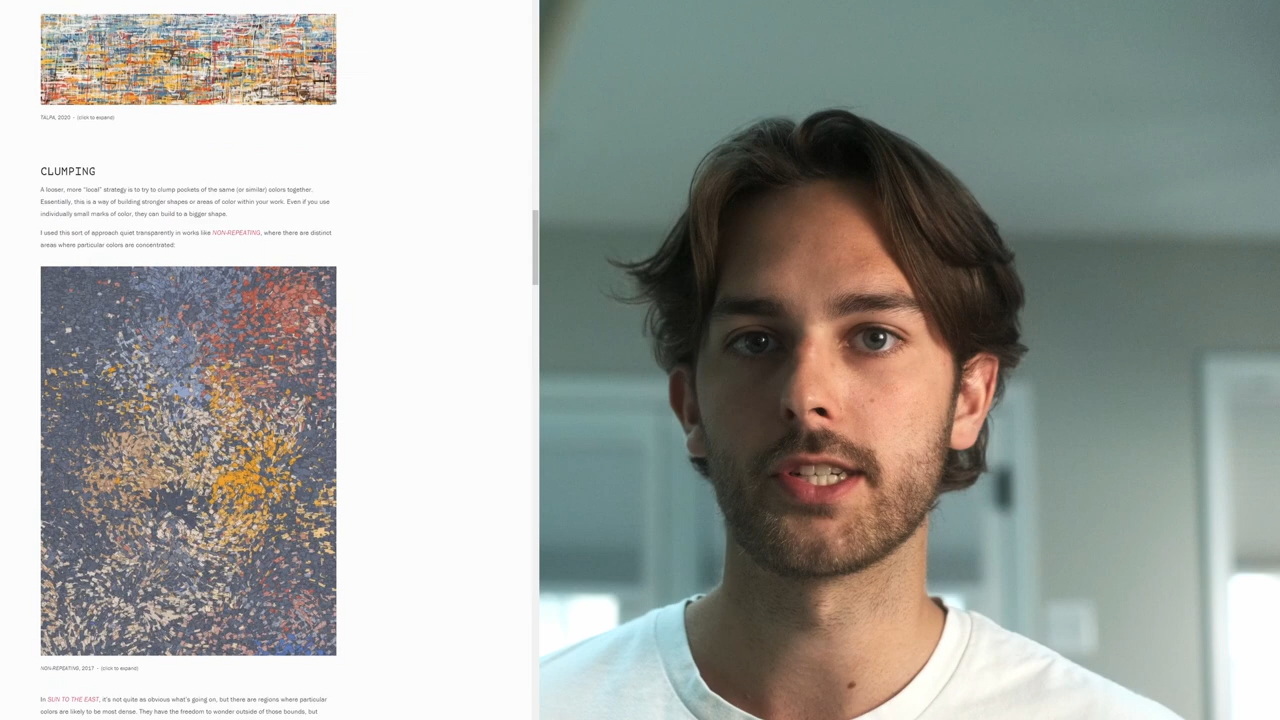 TALPA, 2020 - (click to expand)
CLUMPING
A looser, more "local" strategy is to try to clump pockets of the same (or similar) colors together.
Essentially, this is a way of building stronger shapes or areas of color within your work. Even if you use
individually small marks of color, they can build to a bigger shape.
I used this sort of approach quiet transparently in works like NON-REPEATING, where there are distinct
areas where particular colors are concentrated:
NON-REPEATING, 2017 - (click to expand)
In SUN TO THE EAST, it's not quite as obvious what's going on, but there are regions where particular
colors are likely to be most dense. They have the freedom to wonder outside of those bounds, but